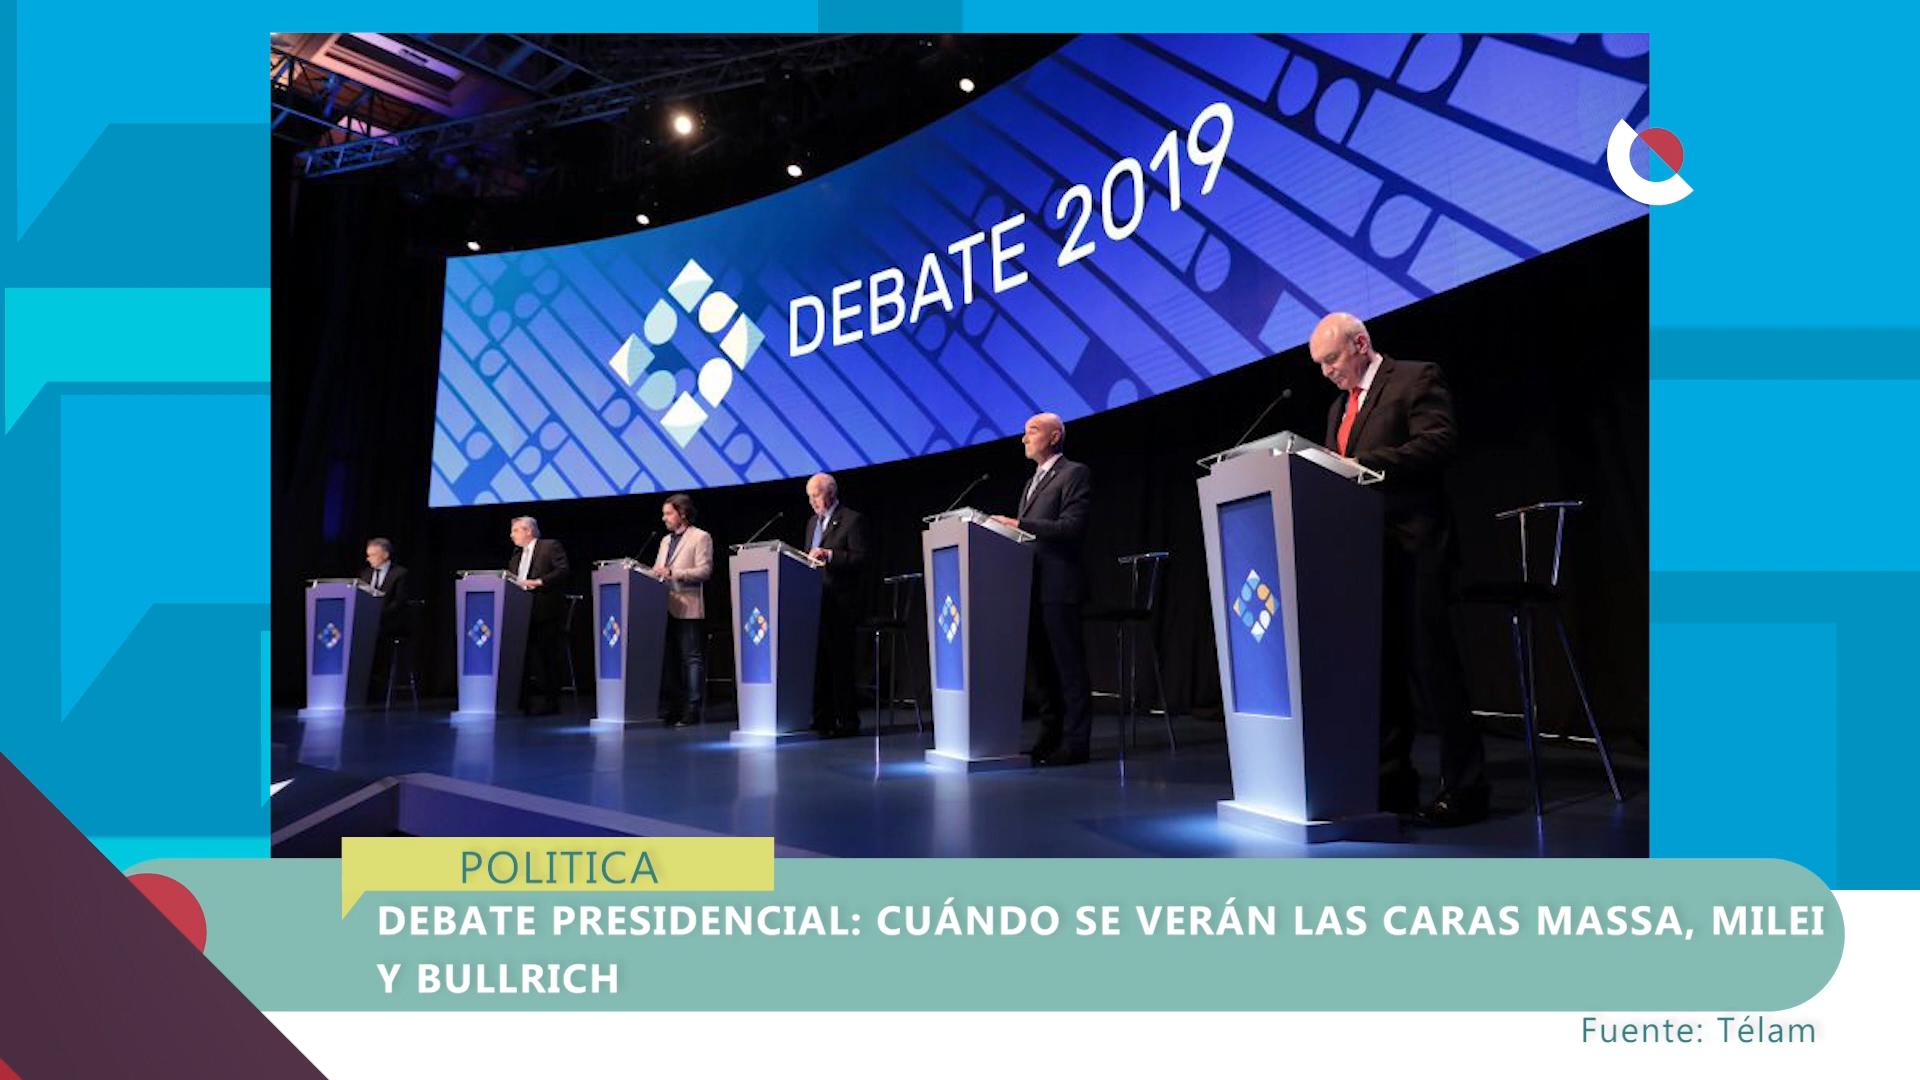 DEBATE 2019
POLITICA
DEBATE PRESIDENCIAL: CUÁNDO SE VERÁN LAS CARAS MASSA, MILEI
Y BULLRICH
Fuente: Télam